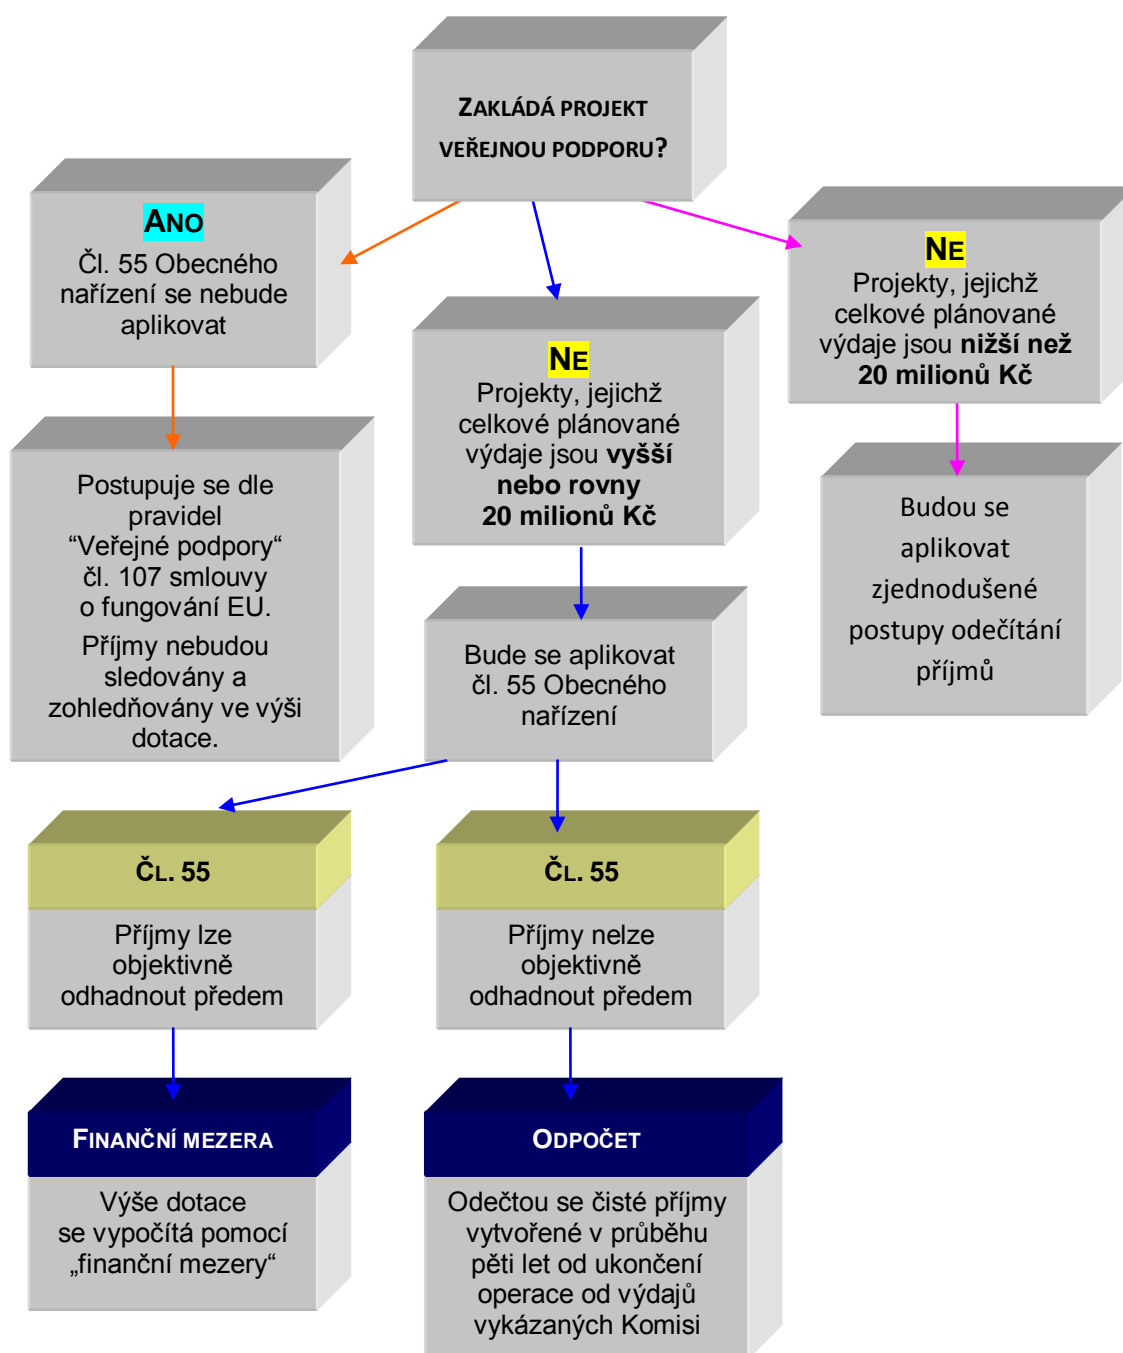 ZAKLÁDÁ PROJEKT
VEŘEJNOU PODPORU?
ANO
Čl. 55 Obecného
nařízení se nebude
aplikovat
NE
Projekty, jejichž
celkové plánované
výdaje jsou vyšší
nebo rovny
20 milionů Kč
NE
Projekty, jejichž
celkové plánované
výdaje jsou nižší než
20 milionů Kč
Postupuje se dle
pravidel
“Veřejné podpory“
čl. 107 smlouvy
o fungování EU.
Příjmy nebudou
sledovány a
zohledňovány ve výši
dotace.
Bude se aplikovat
čl. 55 Obecného
nařízení
Budou se
aplikovat
zjednodušené
postupy odečítání
příjmů
ČL. 55
Příjmy lze
objektivně
odhadnout předem
ČL. 55
Příjmy nelze
objektivně
odhadnout předem
FINANČNÍ MEZERA
Výše dotace
se vypočítá pomocí
„finanční mezery“
ODPOČET
Odečtou se čisté příjmy
vytvořené v průběhu
pěti let od ukončení
operace od výdajů
vykázaných Komisi